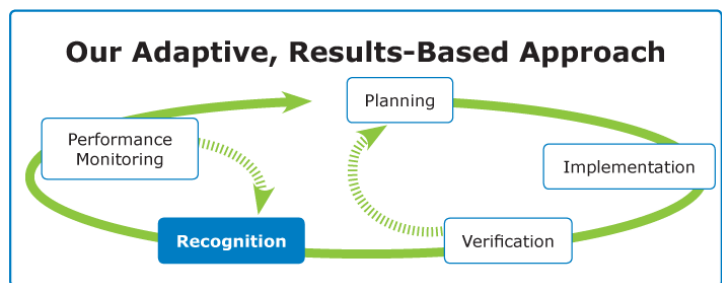 Our Adaptive, Results-Based Approach
Planning
Performance
Monitoring
Implementation
Recognition
Verification